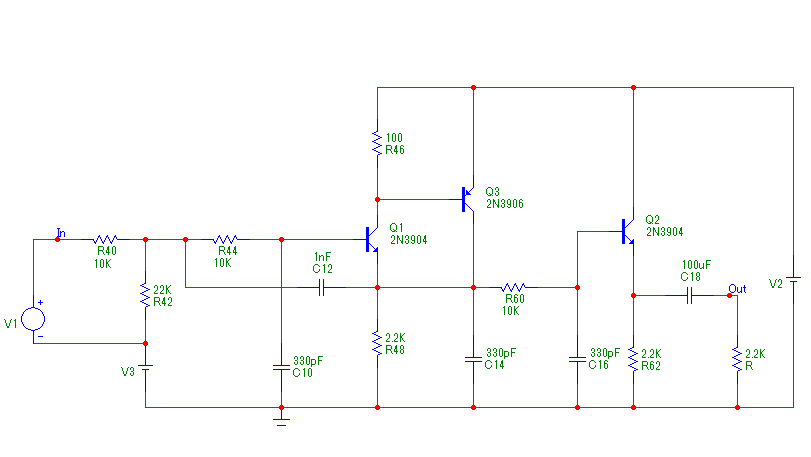 100
R46
Q3
2N3906
Q1
2N3904
Q2
2N3904
In
R40
10K
R44
10K
1nF
C12
100uF
C18
Out
V2
22K
R42
R60
10K
+
V1
-
2.2K
R48
330pF
C10
330pF
C14
330pF
C16
2.2K
R62
2.2K
R
V3